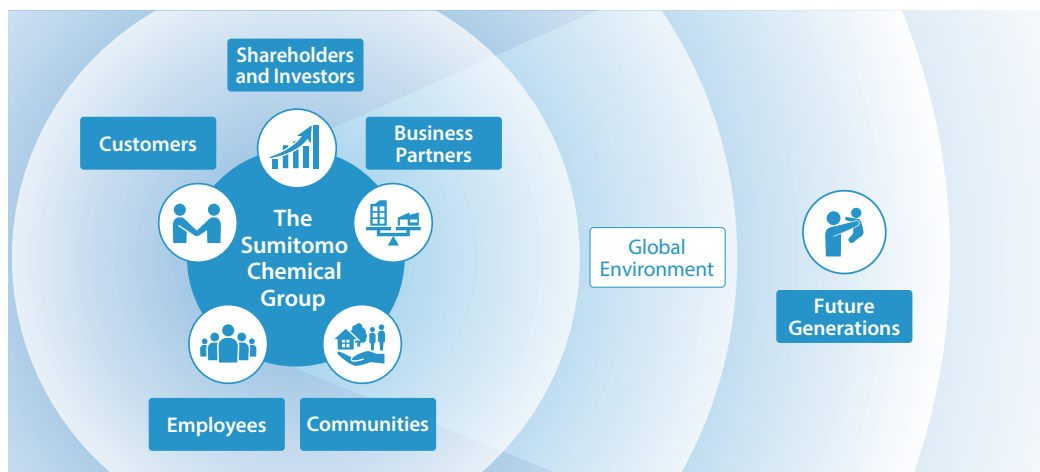 Shareholders
and Investors
Customers
Business
Partners
The
Sumitomo
Chemical
Group
Global
Environment
Future
Generations
Employees
Communities